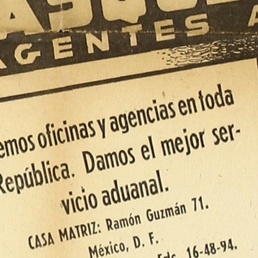 AGENTES A
emos oficinas y agencias en toda
República. Damos el mejor ser-
vicio aduanal.
CASA MATRIZ: Ramón Guzmán 71.
México, D. F.
16-48-94.